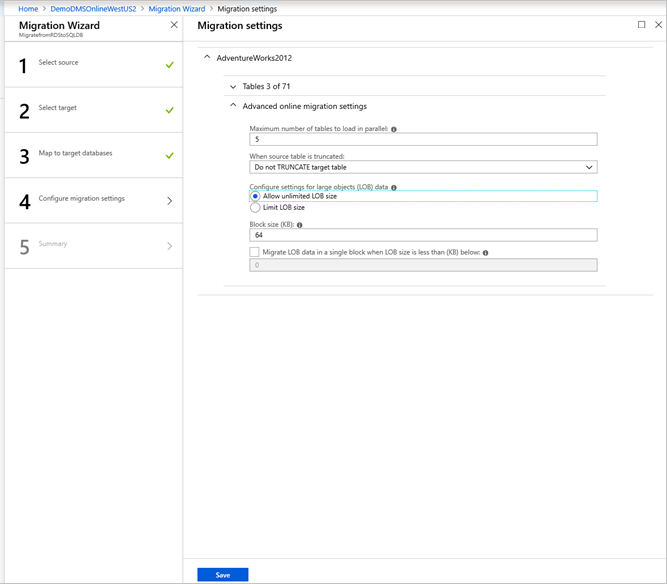 Home > DemoDMSOnlineWestUS2 > Migration Wizard > Migration settings
Migration Wizard
MigratefromRDStoSQLDB
1 Select source
2 Select target
3 Map to target databases
4 Configure migration settings
5 Summary
Migration settings
AdventureWorks2012
Tables 3 of 71
Advanced online migration settings
Maximum number of tables to load in parallel:
5
When source table is truncated:
Do not TRUNCATE target table
Configure settings for large objects (LOB) data
Allow unlimited LOB size
Limit LOB size
Block size (KB):
64
Migrate LOB data in a single block when LOB size is less than (KB) below:
0
Save